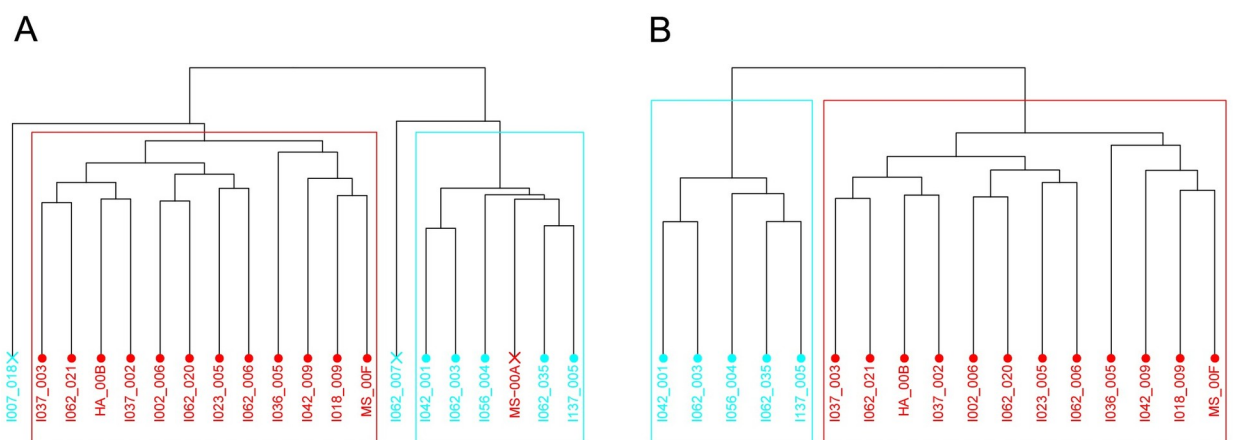 A
B
I007_018
I037_003
I062_021
HA_00B
I037_002
I002_006
I062_020
I023_005
I062_006
I036_005
I042_009
I018_009
MS_00F
I062_007
I042_001
I062_003
I056_004
MS-00A
I062_035
I137_005
I042_001
I062_003
I056_004
I062_035
I137_005
I037_003
I062_021
HA_00B
I037_002
I002_006
I062_020
I023_005
I062_006
I036_005
I042_009
I018_009
MS_00F